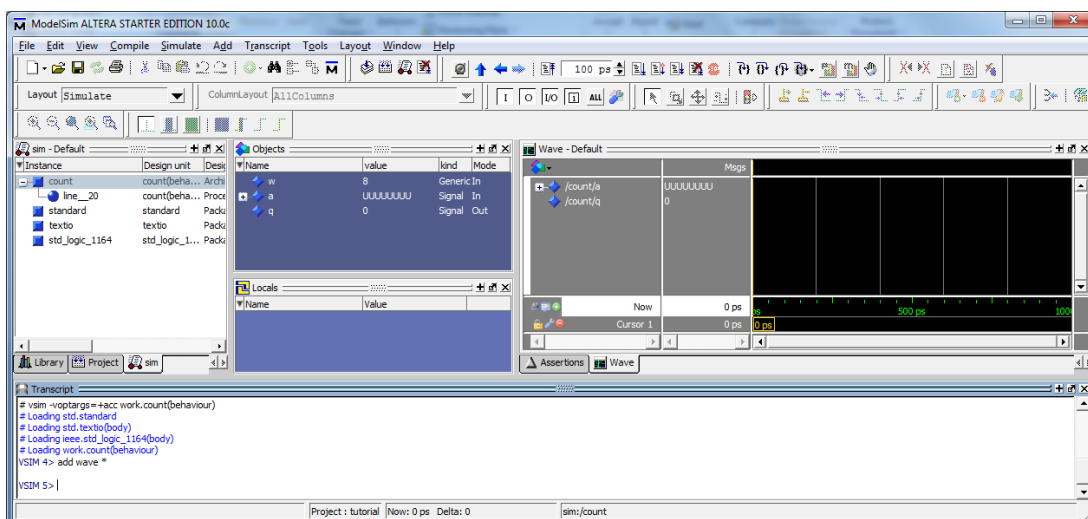 ModelSim ALTERA STARTER EDITION 10.0c
File Edit View Compile Simulate Add Transcript Tools Layout Window Help
100 ps
Layout Simulate
ColumnLayout AllColumns
I O I/O ALL
sim - Default
Instance Design unit
count count(beha... Archi
line__20 count(beha... Proce
standard standard Packa
textio textio Packa
std_logic_1164 std_logic_1... Packa
Library Project sim
Objects
Name value kind Mode
w 8 Generic In
a UUUUUUUU Signal In
q 0 Signal Out
Locals
Name Value
Wave - Default
Msgs
/count/a UUUUUUUU
/count/q 0
Now 0 ps
500 ps
Cursor 1 0 ps 0 ps
Assertions Wave
Transcript
# vsim -voptargs=+acc work.count(behaviour)
# Loading std.standard
# Loading std.textio(body)
# Loading ieee.std_logic_1164(body)
# Loading work.count(behaviour)
VSIM 4> add wave *
VSIM 5>
Project : tutorial Now: 0 ps Delta: 0 sim:/count